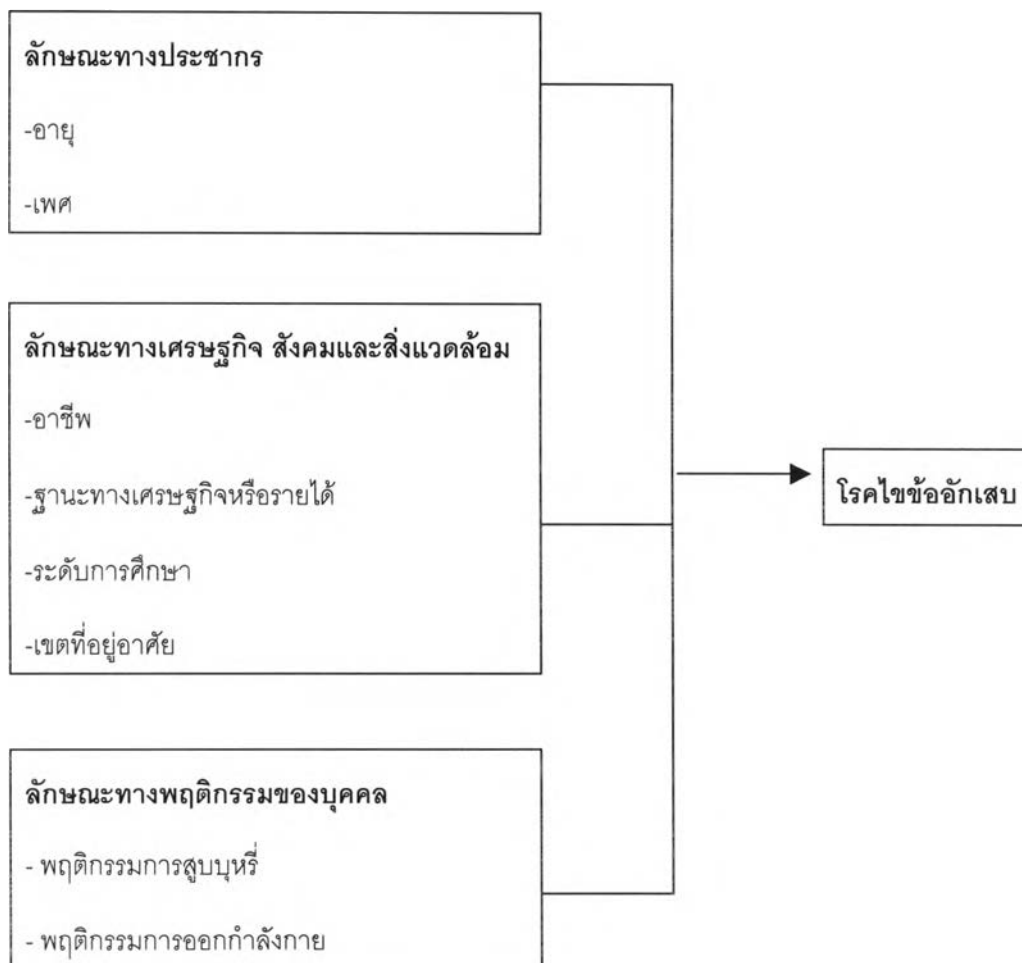 ลักษณะทางประชากร
-อายุ
-เพศ
ลักษณะทางเศรษฐกิจ สังคมและสิ่งแวดล้อม
-อาชีพ
-ฐานะทางเศรษฐกิจหรือรายได้
-ระดับการศึกษา
-เขตที่อยู่อาศัย
โรคไขข้ออักเสบ
ลักษณะทางพฤติกรรมของบุคคล
- พฤติกรรมการสูบบุหรี่
- พฤติกรรมการออกกำลังกาย